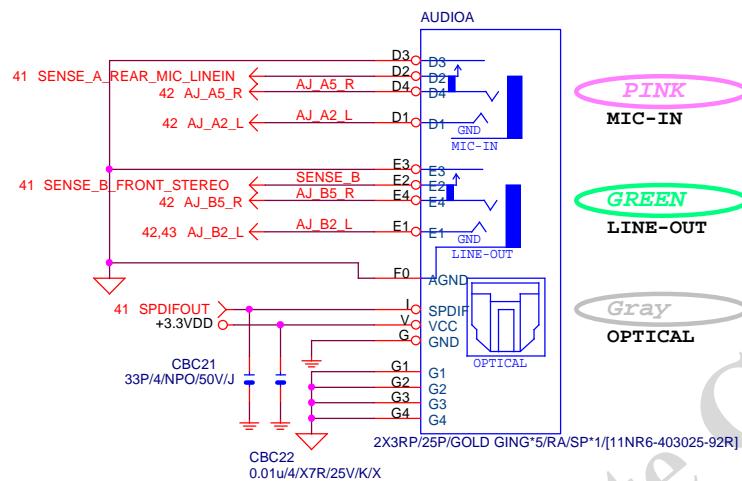 AUDIOA
D3 D3
41 SENSE_A_REAR_MIC_LINEIN D2 D2
42 AJ_A5_R AJ_A5_R D4 D4
42 AJ_A2_L AJ_A2_L D1 D1
GND
MIC-IN
PINK
MIC-IN
E3 E3
41 SENSE_B_FRONT_STEREO SENSE_B E2 E2
42 AJ_B5_R AJ_B5_R E4 E4
42,43 AJ_B2_L AJ_B2_L E1 E1
GND
LINE-OUT
GREEN
LINE-OUT
F0 AGND
41 SPDIFOUT I SPDIF
+3.3VDD V VCC
G GND
OPTICAL
Gray
OPTICAL
CBC21
33P/4/NPO/50V/J
G1 G1
G2 G2
G3 G3
G4 G4
2X3RP/25P/GOLD GING*5/RA/SP*1/[11NR6-403025-92R]
CBC22
0.01u/4/X7R/25V/K/X